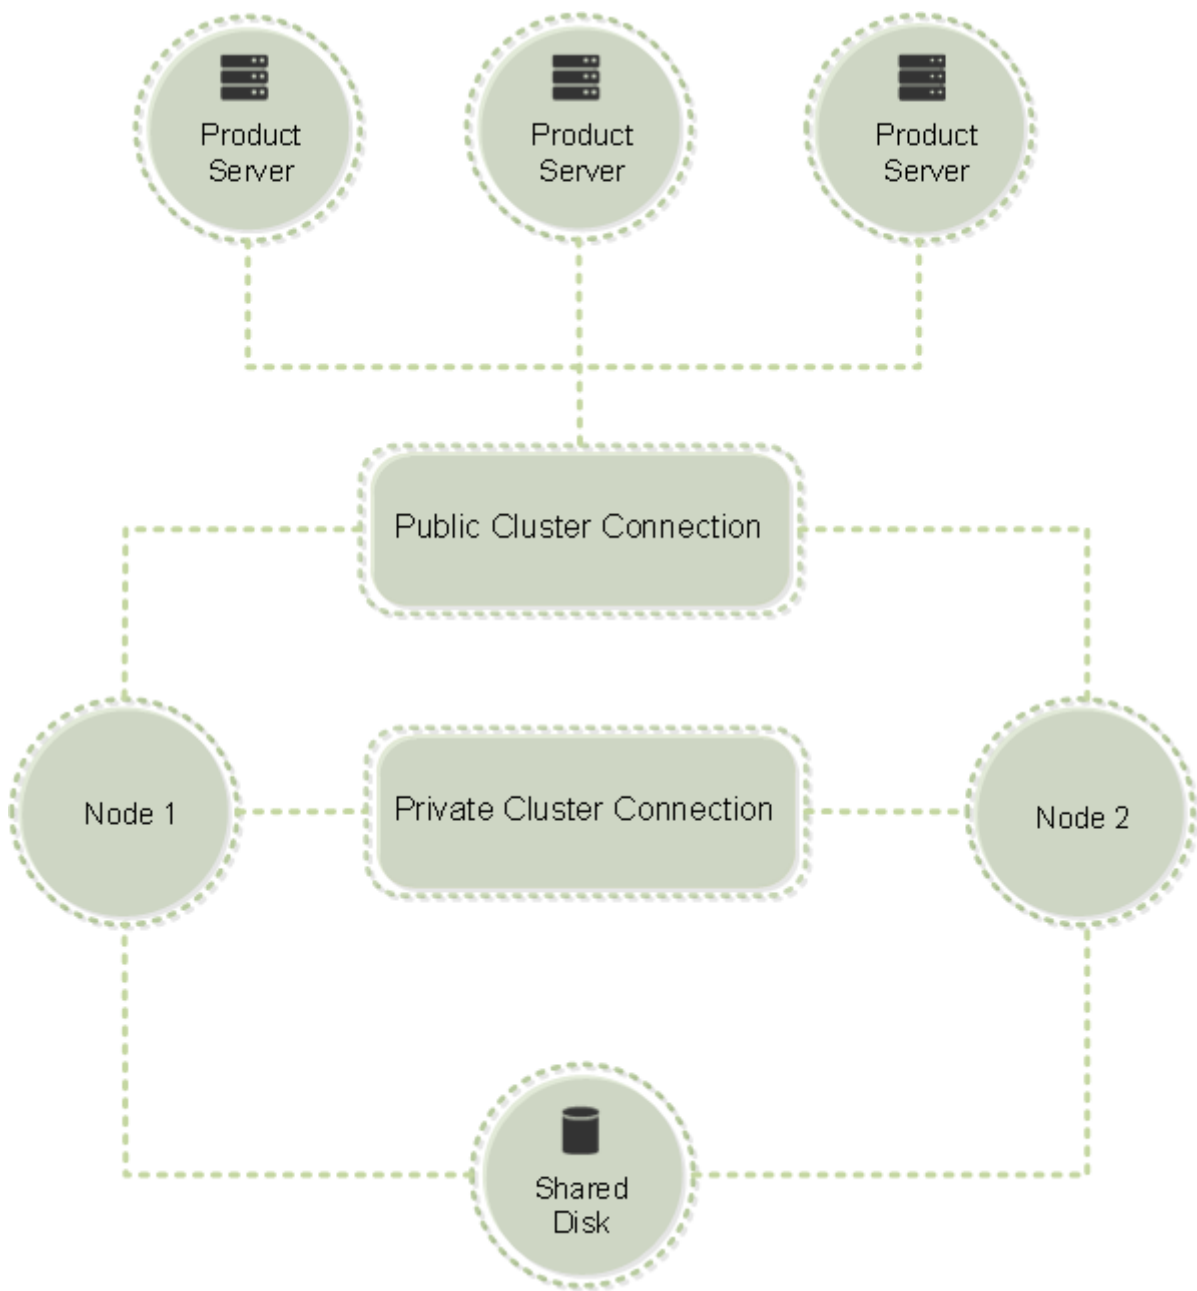 Product
Server
Product
Server
Product
Server
Public Cluster Connection
Node 1
Private Cluster Connection
Node 2
Shared
Disk